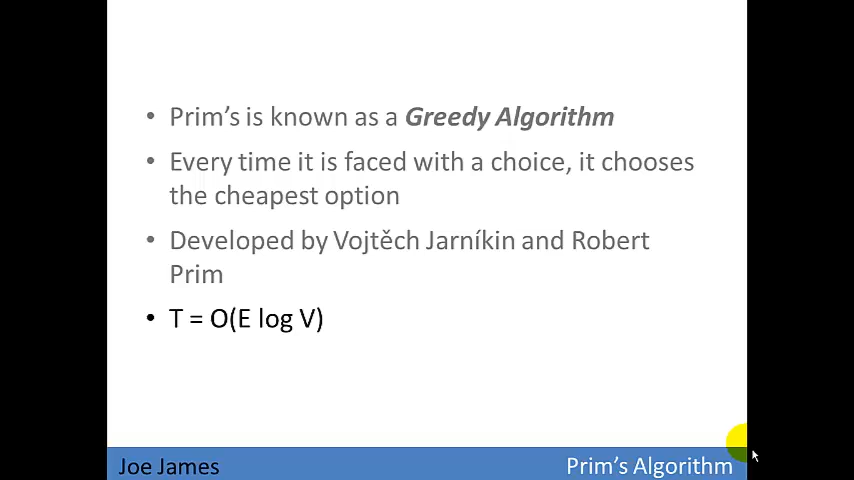 • Prim's is known as a Greedy Algorithm
• Every time it is faced with a choice, it chooses
the cheapest option
• Developed by Vojtěch Jarníkin and Robert
Prim
• T = O(E log V)
Joe James
Prim's Algorithm